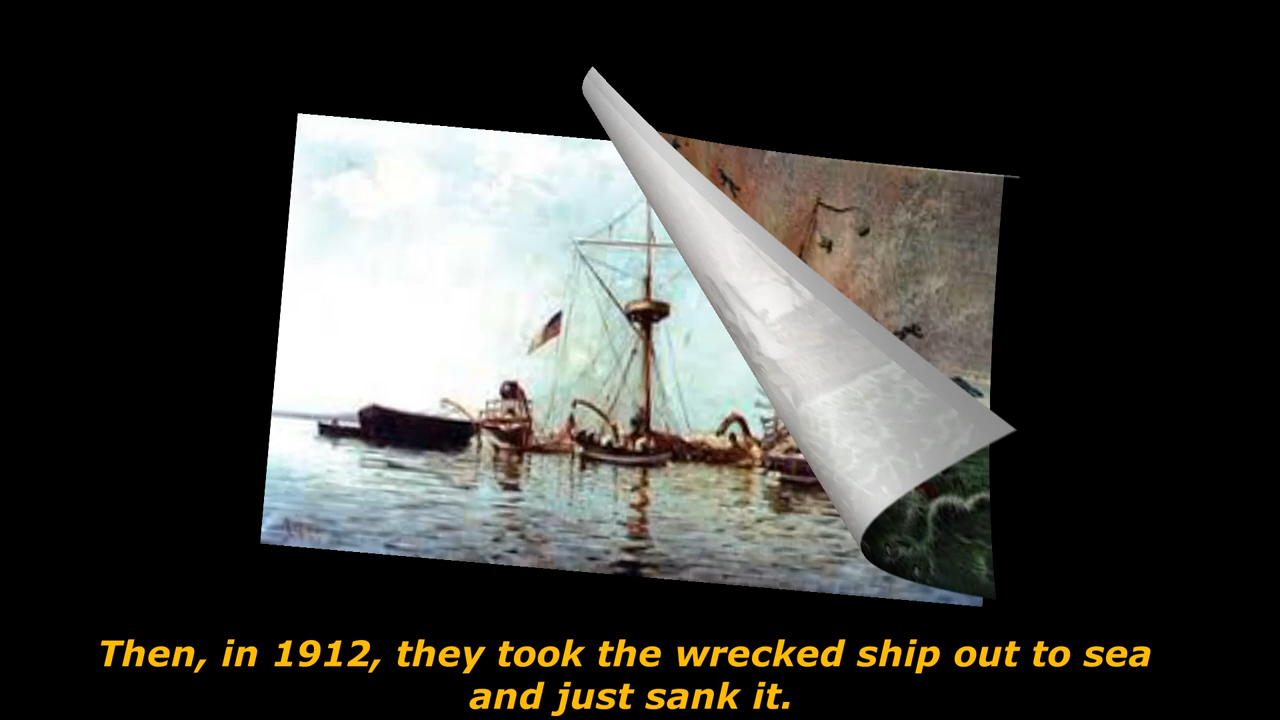 Then, in 1912, they took the wrecked ship out to sea
and just sank it.